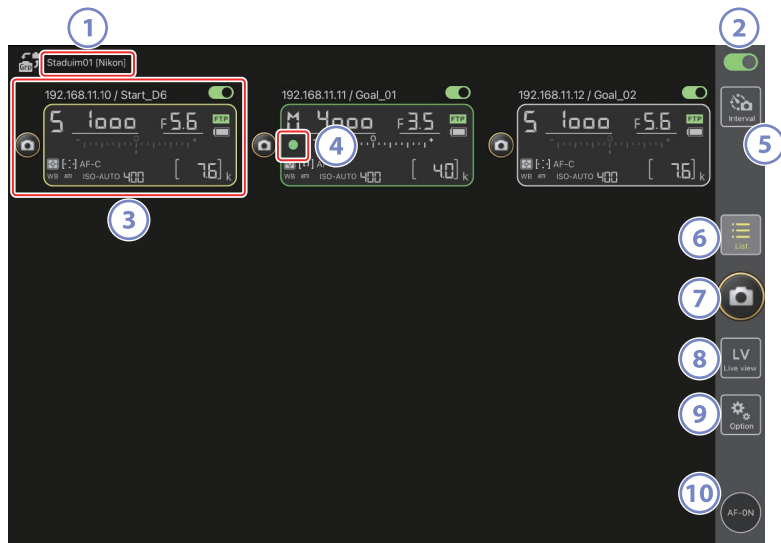 1
2
Grp
Staduim01 [Nikon]
192.168.11.10 / Start_D6
192.168.11.11 / Goal_01
192.168.11.12 / Goal_02
S 1000 F5.6 FTP
M 4000 F3.5 FTP
S 1000 F5.6 FTP
Interval
4
5
AF-C
AF-C
WB ISO-AUTO 400 [ 7.6] k
WB ISO-AUTO 400 [ 4.0] k
WB ISO-AUTO 400 [ 7.6] k
3
6
List
7
8
LV
Live view
9
Option
10
AF-ON